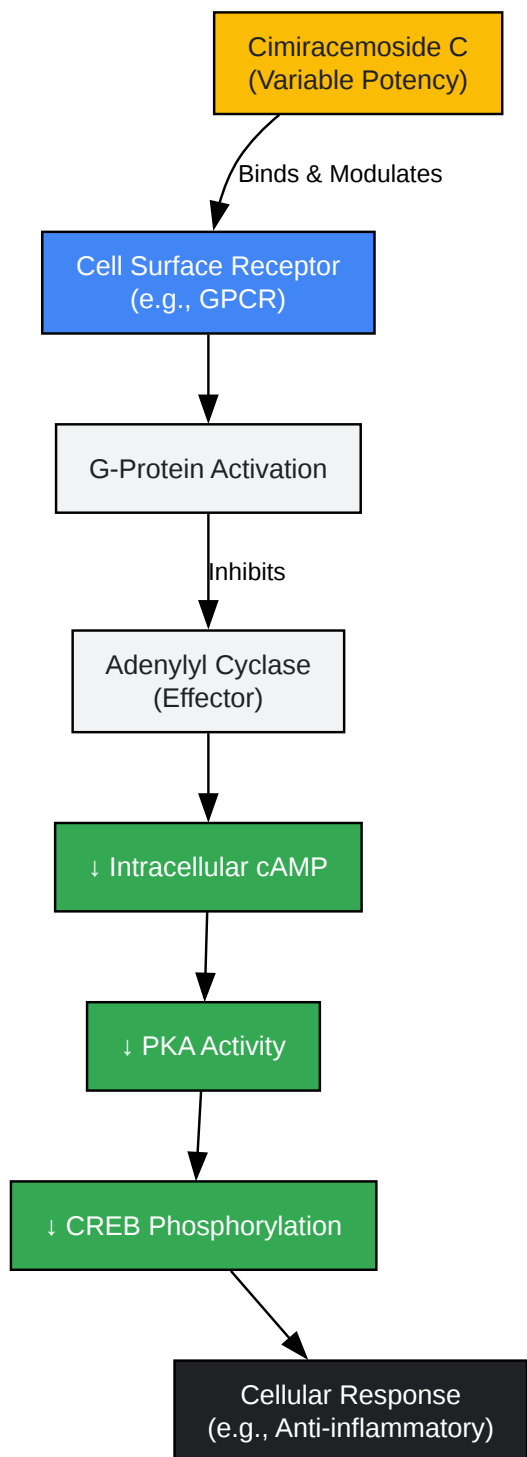 Cimiracemoside C
(Variable Potency)
Binds & Modulates
Cell Surface Receptor
(e.g., GPCR)
G-Protein Activation
Inhibits
Adenylyl Cyclase
(Effector)
↓ Intracellular cAMP
↓ PKA Activity
↓ CREB Phosphorylation
Cellular Response
(e.g., Anti-inflammatory)